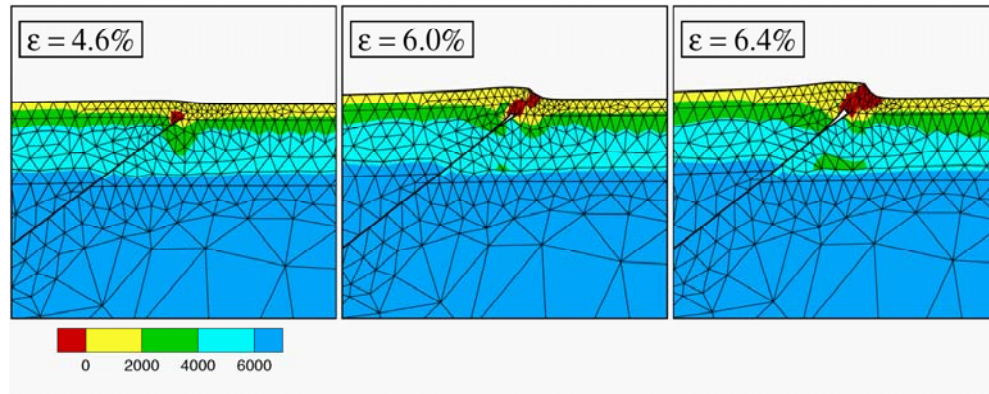 ε = 4.6%
ε = 6.0%
ε = 6.4%
0 2000 4000 6000